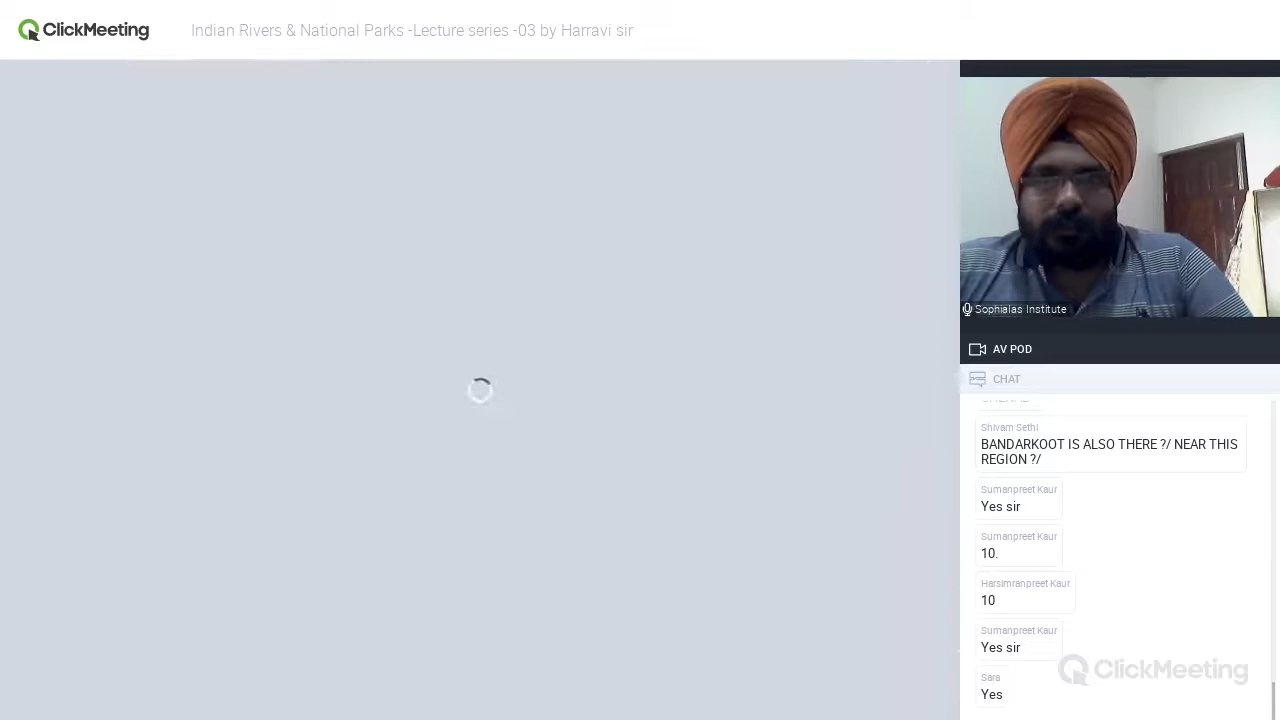 ClickMeeting
Indian Rivers & National Parks -Lecture series -03 by Harravi sir
Sophialas Institute
AV POD
CHAT
Shivam Sethi
BANDARKOOT IS ALSO THERE ?/ NEAR THIS
REGION ?/
Sumanpreet Kaur
Yes sir
Sumanpreet Kaur
10.
Harsimranpreet Kaur
10
Sumanpreet Kaur
Yes sir
ClickMeeting
Sara
Yes